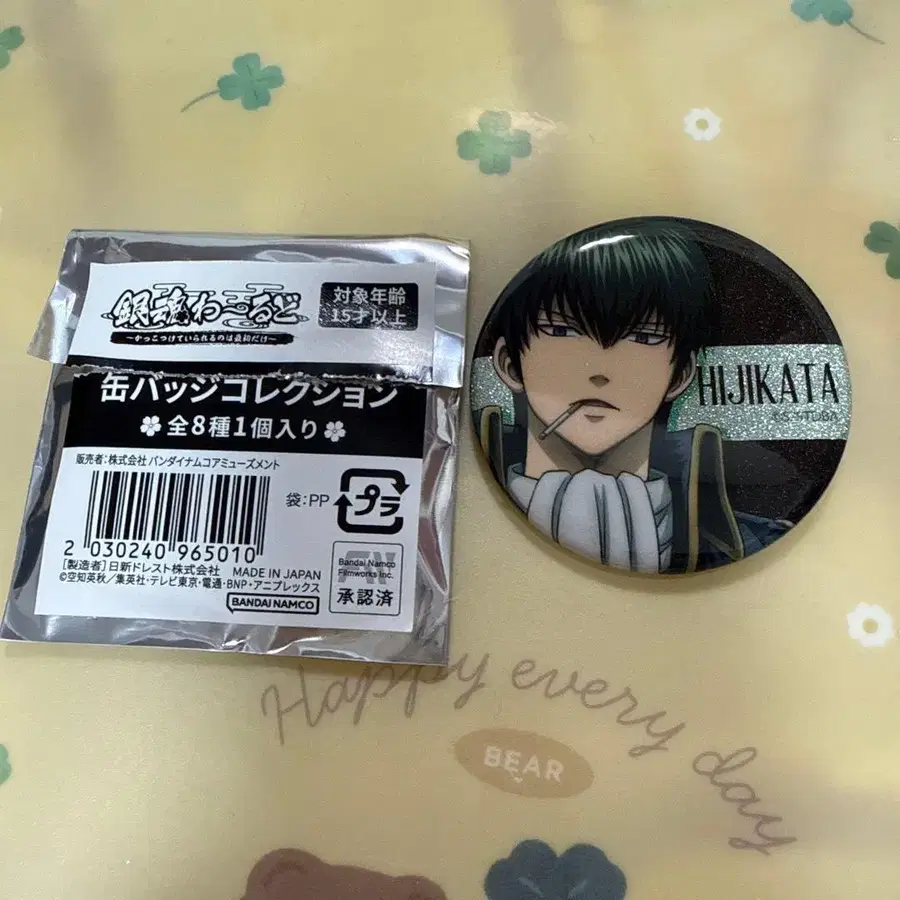 銀魂わーるど
〜かっこつけていられるのは最初だけ〜
対象年齢
15才以上
缶バッジコレクション
全8種1個入り
販売者：株式会社 バンダイナムコアミューズメント
袋：PP
プラ
2 030240 965010
[製造者] 日新ドレスト株式会社 MADE IN JAPAN
©空知英秋／集英社・テレビ東京・電通・BNP・アニプレックス
BANDAI NAMCO
Bandai Namco
Filmworks Inc.
承認済
HIJIKATA
Happy every day
BEAR